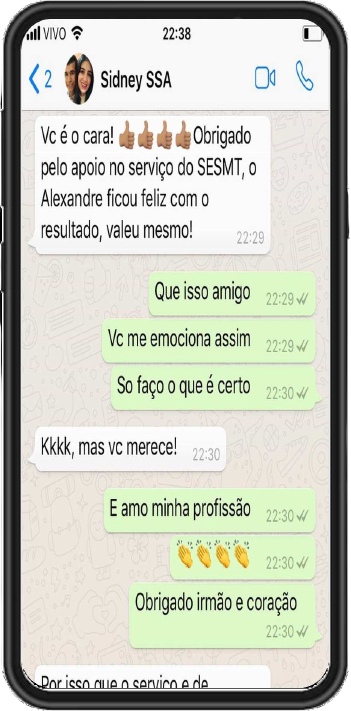 VIVO 22:38
2 Sidney SSA
Vc é o cara! 👍🏽👍🏽👍🏽👍🏽Obrigado
pelo apoio no serviço do SESMT, o
Alexandre ficou feliz com o
resultado, valeu mesmo!
22:29
Que isso amigo 22:29
Vc me emociona assim 22:29
So faço o que é certo 22:30
Kkkk, mas vc merece! 22:30
E amo minha profissão 22:30
👏👏👏👏 22:30
Obrigado irmão e coração
22:30
Por isso que o serviço e de